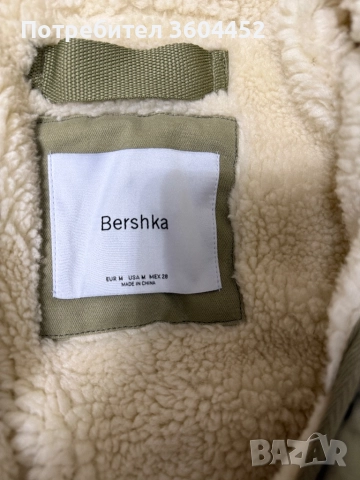 Потребител 3604452
Bershka
EUR M USA M MEX 28
MADE IN CHINA
BAZAR